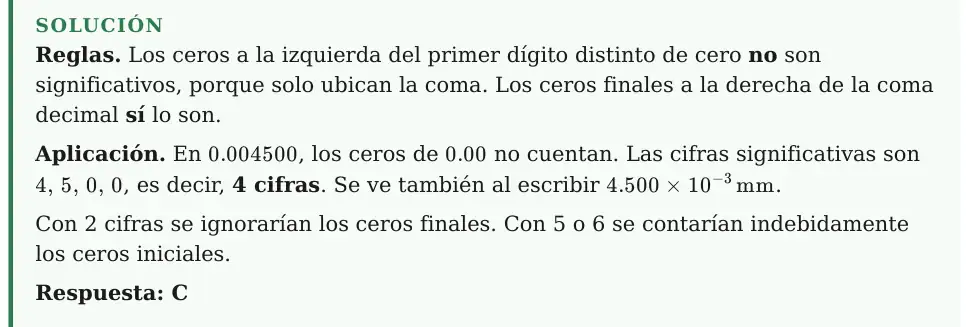 SOLUCIÓN
Reglas. Los ceros a la izquierda del primer dígito distinto de cero no son
significativos, porque solo ubican la coma. Los ceros finales a la derecha de la coma
decimal sí lo son.
Aplicación. En 0.004500, los ceros de 0.00 no cuentan. Las cifras significativas son
4, 5, 0, 0, es decir, 4 cifras. Se ve también al escribir 4.500 × 10⁻³ mm.
Con 2 cifras se ignorarían los ceros finales. Con 5 o 6 se contarían indebidamente
los ceros iniciales.
Respuesta: C